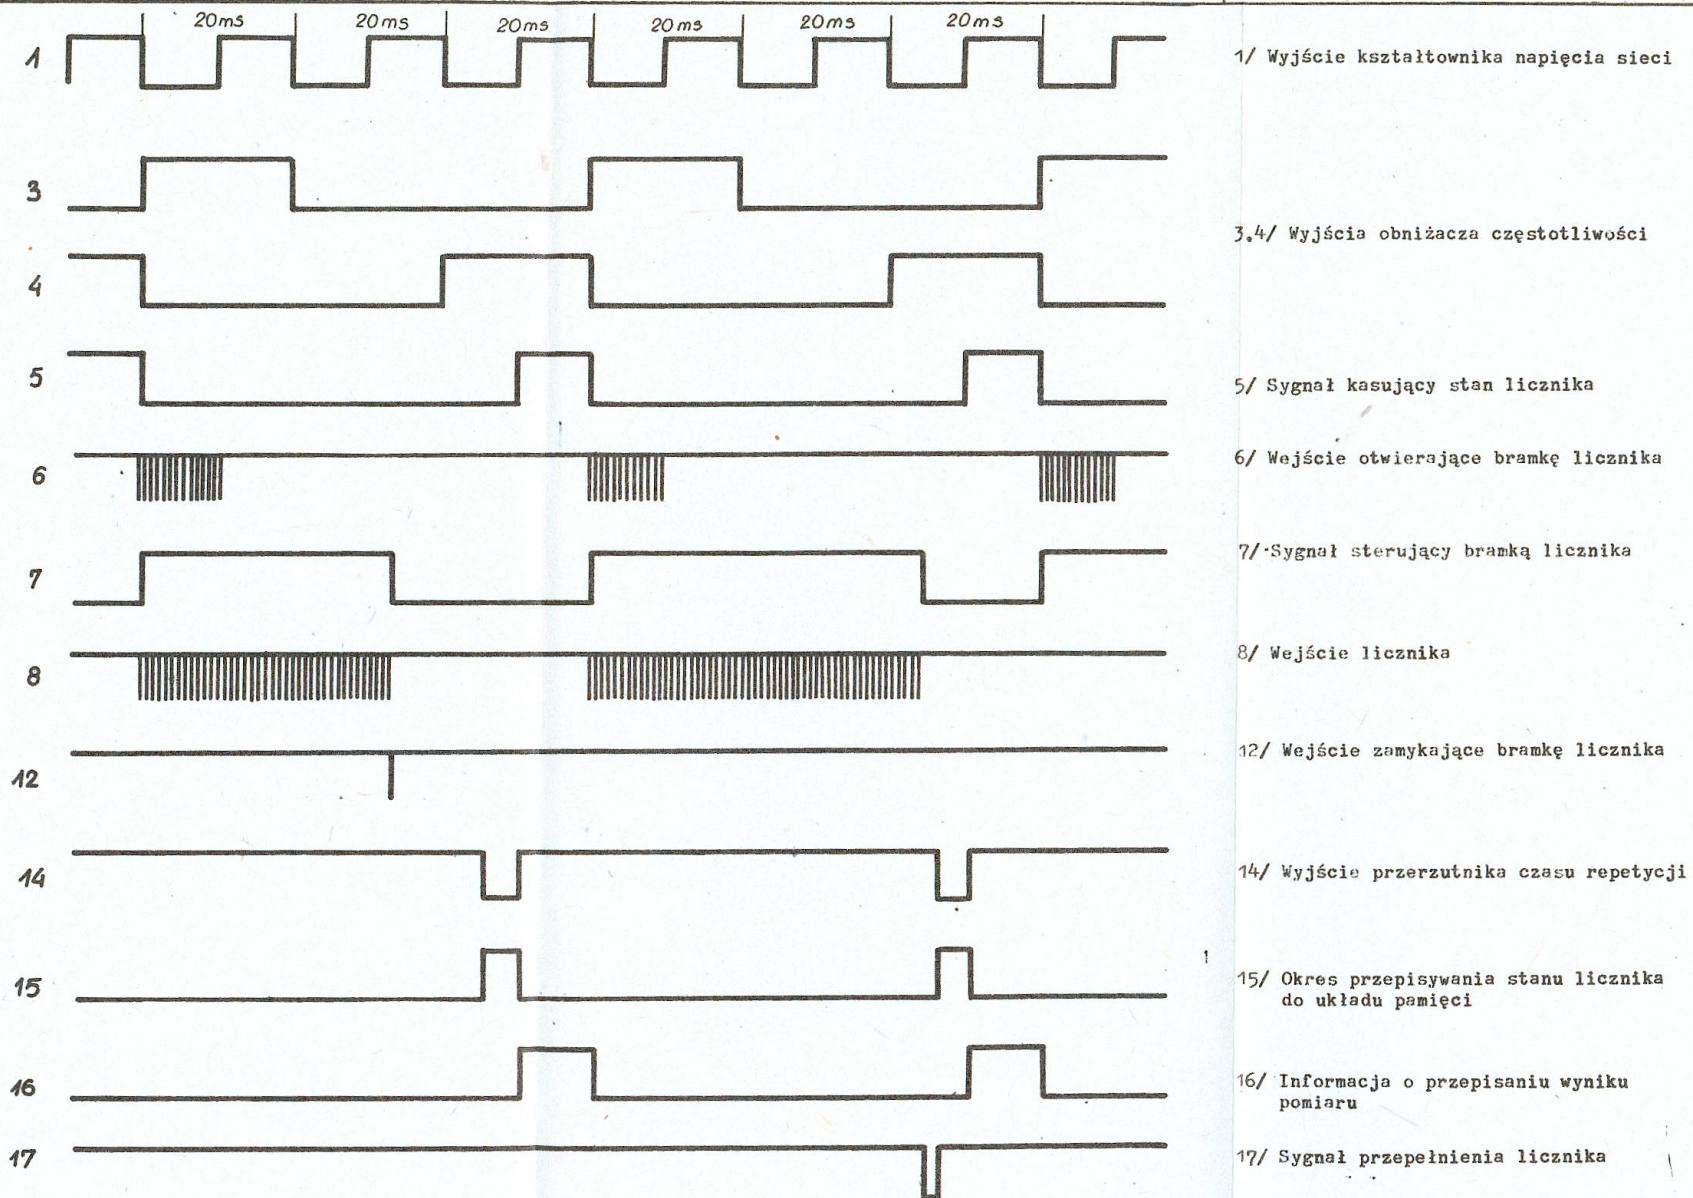 20ms 20ms 20ms 20ms 20ms 20ms
1
1/ Wyjście kształtownika napięcia sieci
3
3.4/ Wyjścia obniżacza częstotliwości
4
5
5/ Sygnał kasujący stan licznika
6
6/ Wejście otwierające bramkę licznika
7
7/ Sygnał sterujący bramką licznika
8
8/ Wejście licznika
12
12/ Wejście zamykające bramkę licznika
14
14/ Wyjście przerzutnika czasu repetycji
15
15/ Okres przepisywania stanu licznika
do układu pamięci
16
16/ Informacja o przepisaniu wyniku
pomiaru
17
17/ Sygnał przepełnienia licznika